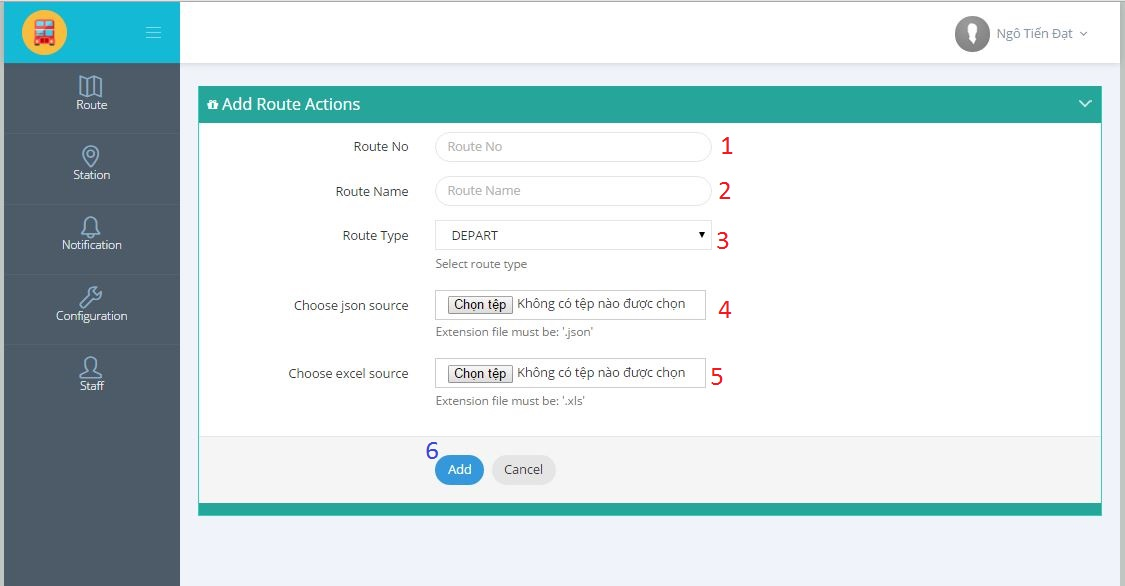 Ngô Tiến Đạt
Route
Station
Notification
Configuration
Staff
Add Route Actions
Route No Route No 1
Route Name Route Name 2
Route Type DEPART 3
Select route type
Choose json source Chọn tệp Không có tệp nào được chọn 4
Extension file must be: '.json'
Choose excel source Chọn tệp Không có tệp nào được chọn 5
Extension file must be: '.xls'
6
Add Cancel